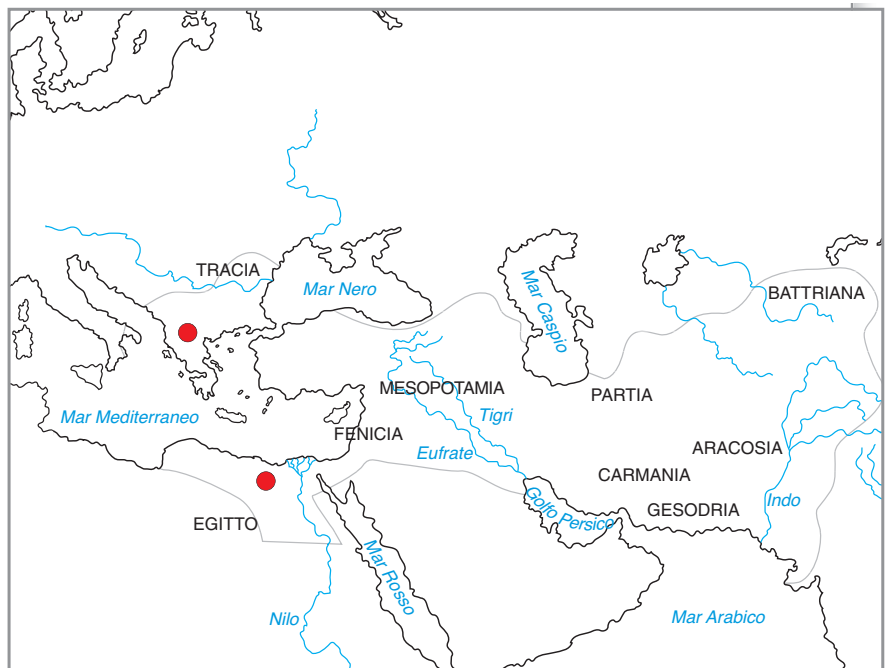 TRACIA
Mar Nero
Mar Caspio
BATTRIANA
MESOPOTAMIA
PARTIA
Mar Mediterraneo
Tigri
FENICIA
Eufrate
ARACOSIA
CARMANIA
Golfo Persico
GESODRIA
Indo
EGITTO
Mar Rosso
Nilo
Mar Arabico